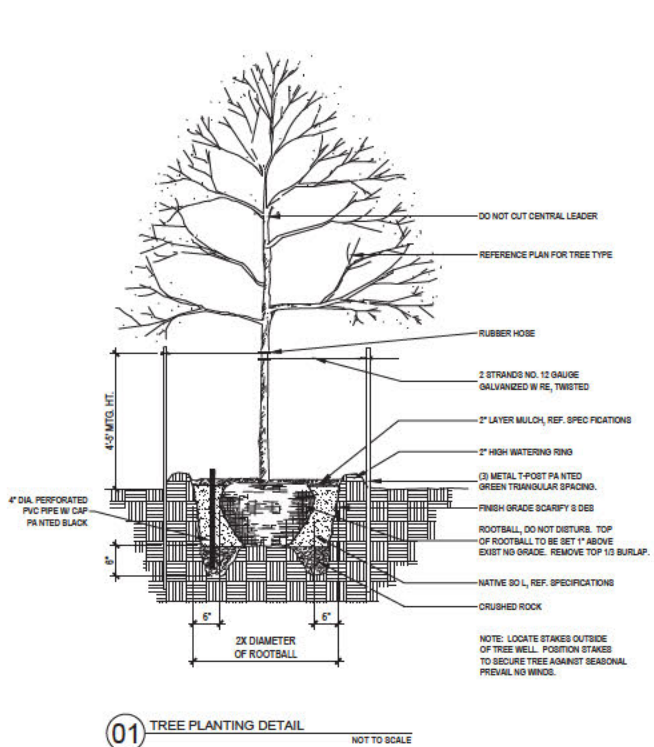 DO NOT CUT CENTRAL LEADER
REFERENCE PLAN FOR TREE TYPE
RUBBER HOSE
2 STRANDS NO. 12 GAUGE
GALVANIZED W RE, TWISTED
4'-5' MTG. HT.
2" LAYER MULCH, REF. SPEC FICATIONS
2" HIGH WATERING RING
(3) METAL T-POST PA NTED
GREEN TRIANGULAR SPACING.
4" DIA. PERFORATED
PVC PIPE W/ CAP
PA NTED BLACK
FINISH GRADE SCARIFY S DES
ROOTBALL, DO NOT DISTURB. TOP
OF ROOTBALL TO BE SET 1" ABOVE
EXIST NG GRADE. REMOVE TOP 1/3 BURLAP.
6"
NATIVE SO L, REF. SPECIFICATIONS
CRUSHED ROCK
6"
6"
2X DIAMETER
OF ROOTBALL
NOTE: LOCATE STAKES OUTSIDE
OF TREE WELL. POSITION STAKES
TO SECURE TREE AGAINST SEASONAL
PREVAIL NG WINDS.
01 TREE PLANTING DETAIL
NOT TO SCALE